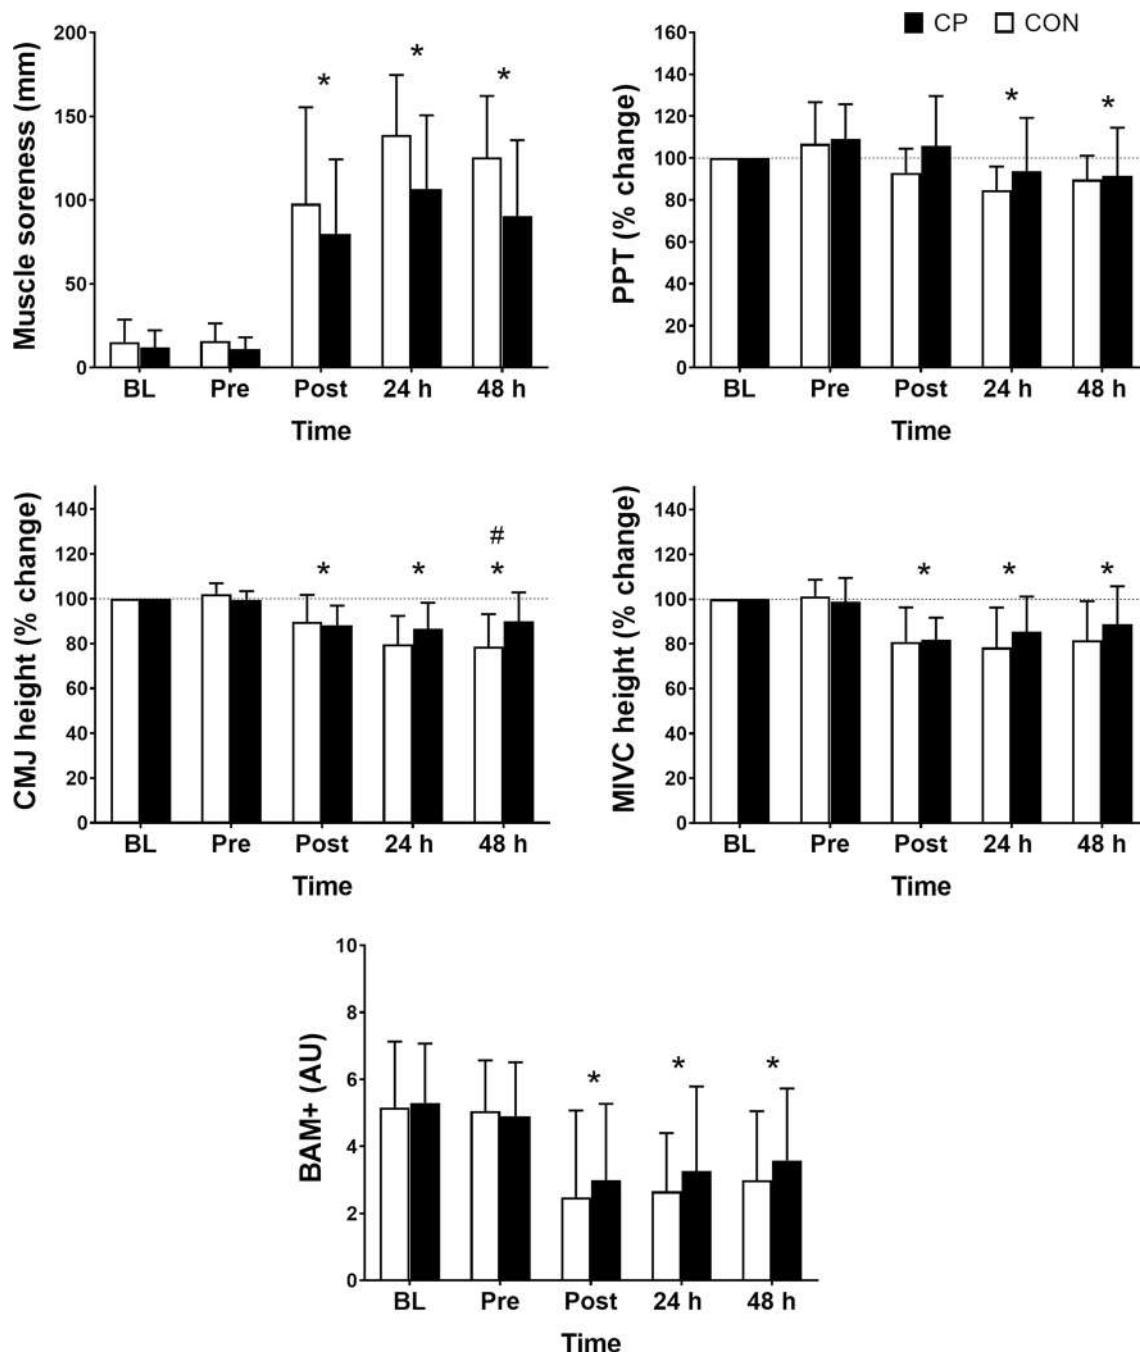 CP CON
Muscle soreness (mm)
200
150
100
50
0
*
*
*
BL Pre Post 24 h 48 h
Time
PPT (% change)
160
140
120
100
80
60
40
20
0
*
*
BL Pre Post 24 h 48 h
Time
CMJ height (% change)
140
120
100
80
60
40
20
0
#
* * *
BL Pre Post 24 h 48 h
Time
MIVC height (% change)
140
120
100
80
60
40
20
0
* * *
BL Pre Post 24 h 48 h
Time
BAM+ (AU)
10
8
6
4
2
0
* * *
BL Pre Post 24 h 48 h
Time